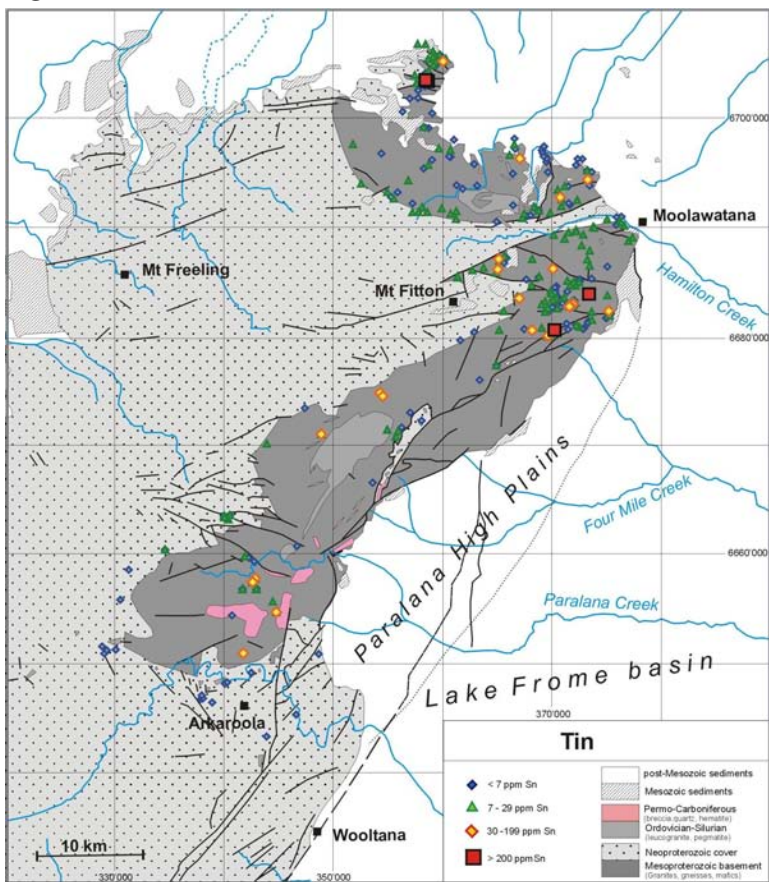 6700'000
Moolawatana
Mt Freeling
Mt Fitton
Hamilton Creek
6680'000
Paralana High Plains
Four Mile Creek
6660'000
Paralana Creek
Lake Frome basin
Arkaroola
370'000
Tin
< 7 ppm Sn
7 - 29 ppm Sn
30-199 ppm Sn
> 200 ppm Sn
post-Mesozoic sediments
Mesozoic sediments
Permo-Carboniferous
(breccia quartz, hematite)
Ordovician-Silurian
(leucogranite, pegmatite)
Neoproterozoic cover
Mesoproterozoic basement
(Granites, gneisses, mafics)
Wooltana
10 km
330'000
350'000